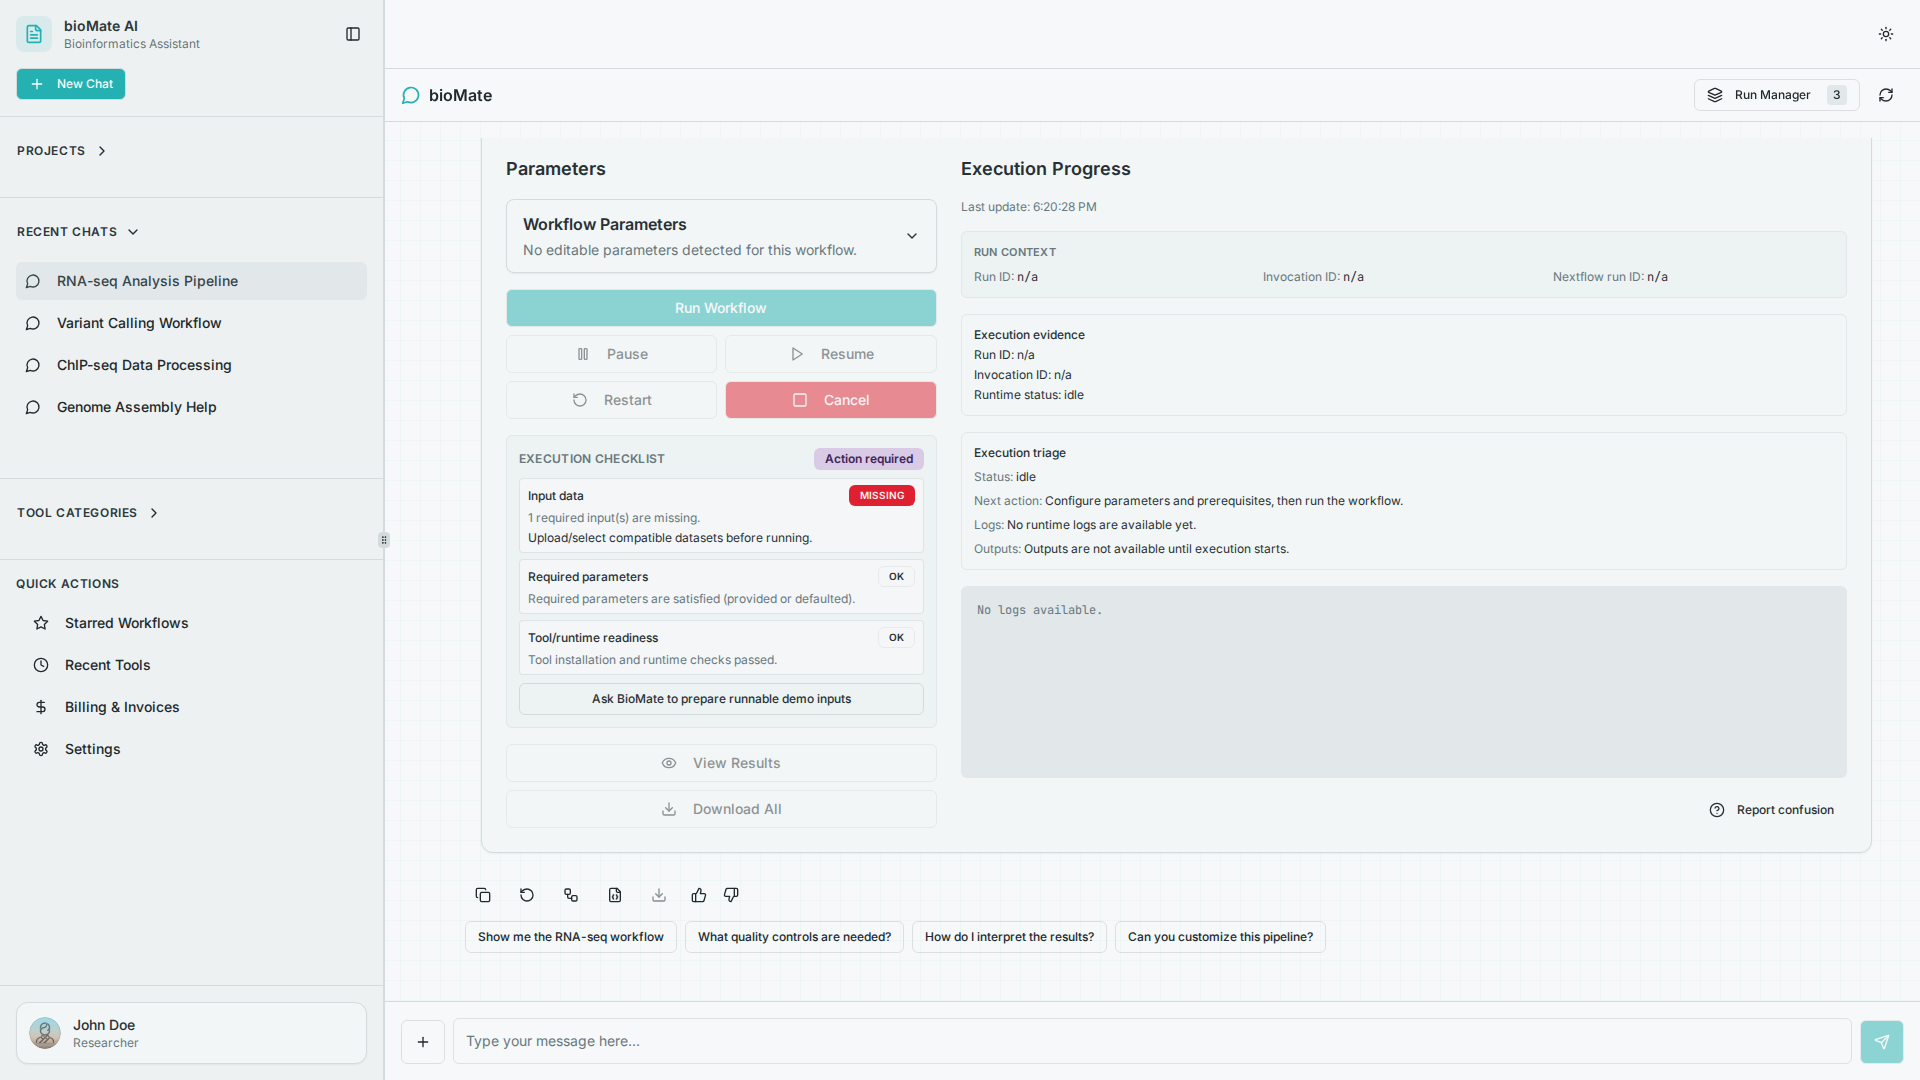 bioMate AI
Bioinformatics Assistant
New Chat
PROJECTS
RECENT CHATS
RNA-seq Analysis Pipeline
Variant Calling Workflow
ChIP-seq Data Processing
Genome Assembly Help
TOOL CATEGORIES
QUICK ACTIONS
Starred Workflows
Recent Tools
Billing & Invoices
Settings
John Doe
Researcher
bioMate
Run Manager 3
Parameters
Workflow Parameters
No editable parameters detected for this workflow.
Run Workflow
Pause
Resume
Restart
Cancel
EXECUTION CHECKLIST
Action required
Input data
MISSING
1 required input(s) are missing.
Upload/select compatible datasets before running.
Required parameters
OK
Required parameters are satisfied (provided or defaulted).
Tool/runtime readiness
OK
Tool installation and runtime checks passed.
Ask BioMate to prepare runnable demo inputs
View Results
Download All
Execution Progress
Last update: 6:20:28 PM
RUN CONTEXT
Run ID: n/a
Invocation ID: n/a
Nextflow run ID: n/a
Execution evidence
Run ID: n/a
Invocation ID: n/a
Runtime status: idle
Execution triage
Status: idle
Next action: Configure parameters and prerequisites, then run the workflow.
Logs: No runtime logs are available yet.
Outputs: Outputs are not available until execution starts.
No logs available.
Report confusion
Show me the RNA-seq workflow
What quality controls are needed?
How do I interpret the results?
Can you customize this pipeline?
Type your message here...